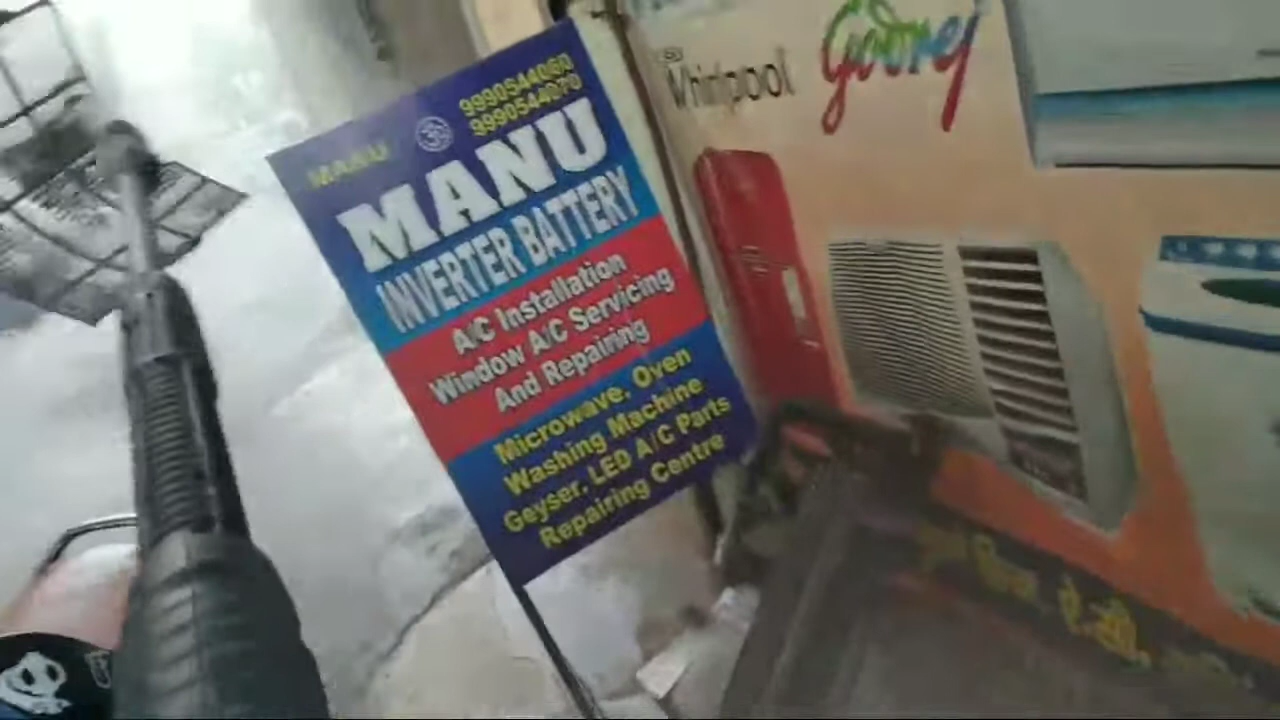 MANU
9990544060
9990544070
MANU
INVERTER BATTERY
A/C Installation
Window A/C Servicing
And Repairing
Microwave, Oven
Washing Machine
Geyser, LED A/C Parts
Repairing Centre
Whirlpool
Godrej